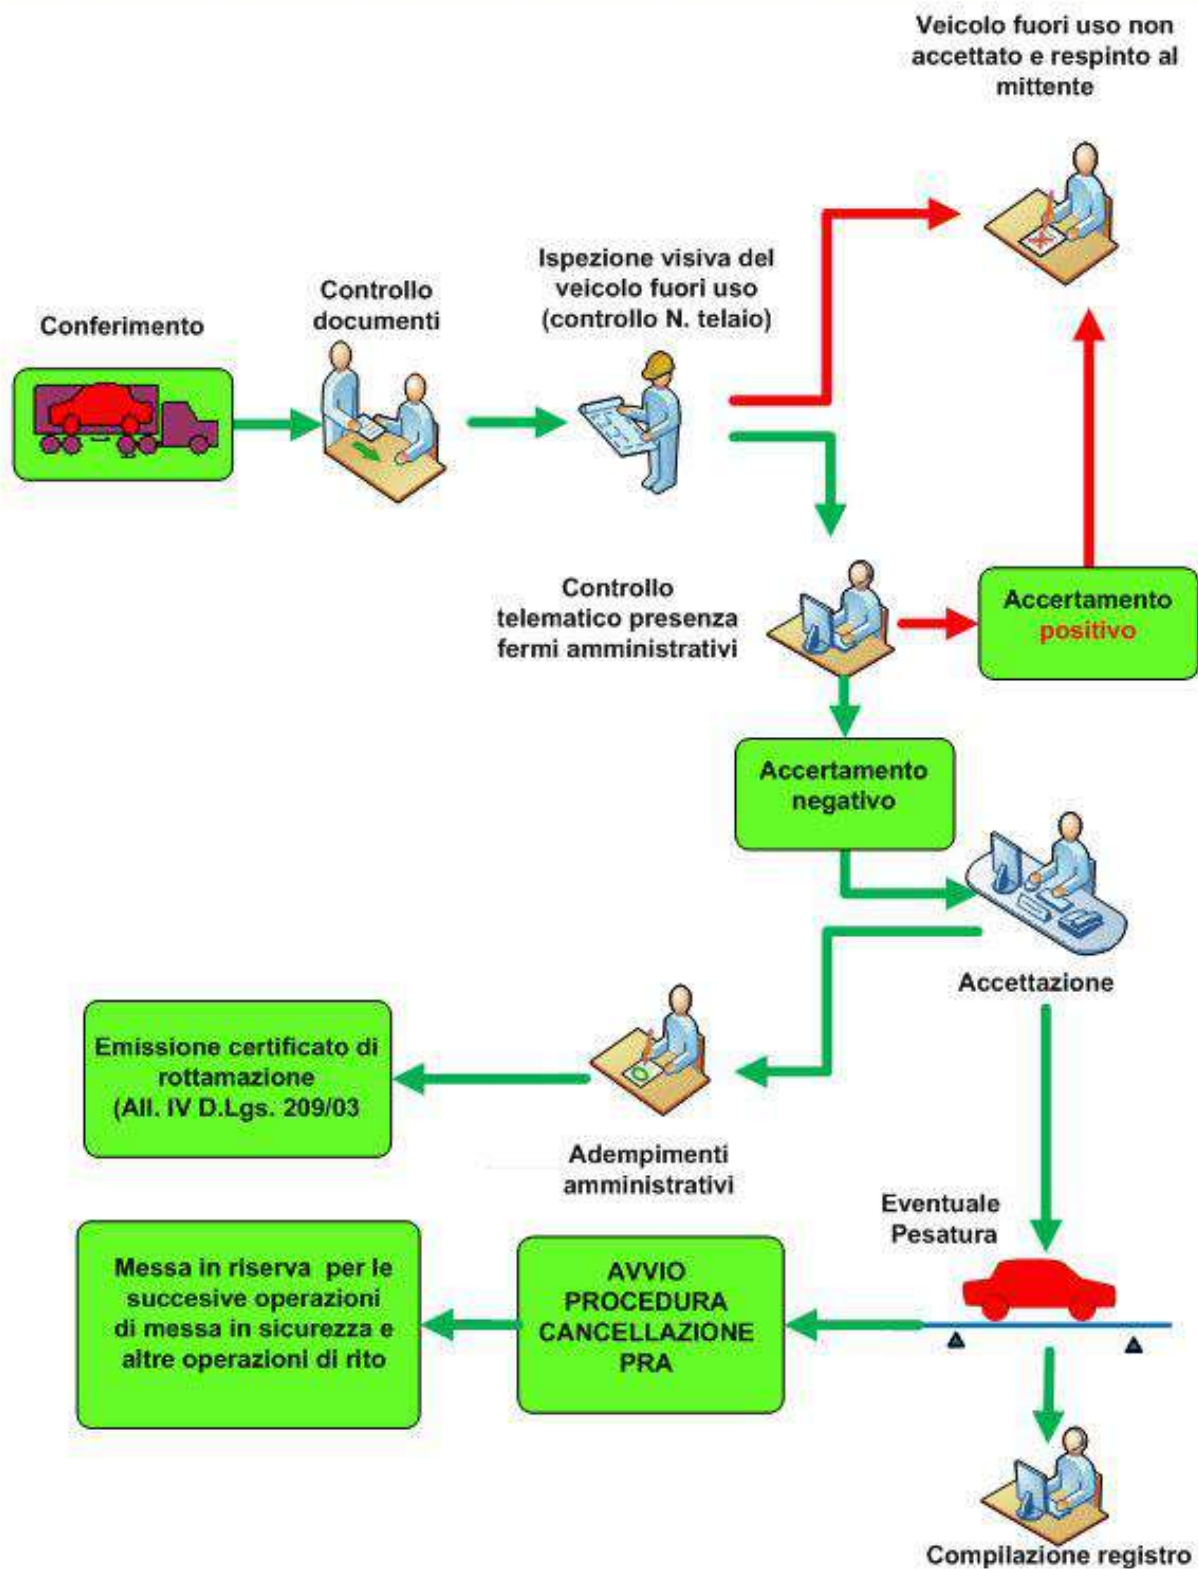 Veicolo fuori uso non
accettato e respinto al
mittente
Ispezione visiva del
veicolo fuori uso
(controllo N. telaio)
Controllo
documenti
Conferimento
Controllo
telematico presenza
fermi amministrativi
Accertamento
positivo
Accertamento
negativo
Accettazione
Emissione certificato di
rottamazione
(All. IV D.Lgs. 209/03
Adempimenti
amministrativi
Eventuale
Pesatura
Messa in riserva per le
succesive operazioni
di messa in sicurezza e
altre operazioni di rito
AVVIO
PROCEDURA
CANCELLAZIONE
PRA
Compilazione registro